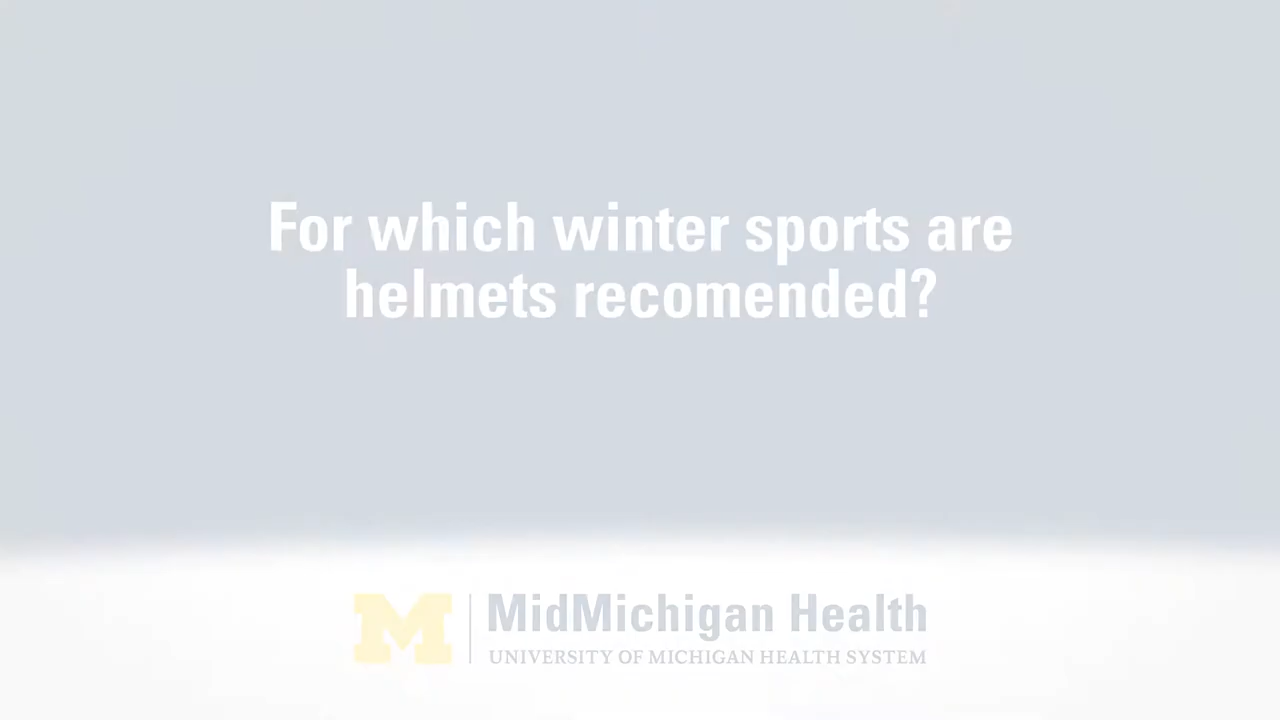 For which winter sports are
helmets recomended?
M
MidMichigan Health
UNIVERSITY OF MICHIGAN HEALTH SYSTEM